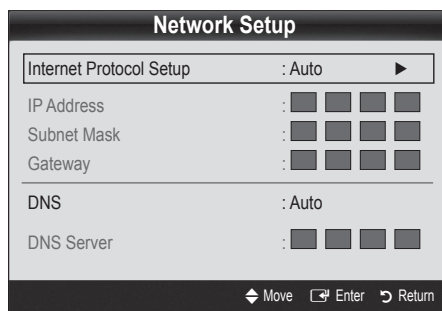 Network Setup
Internet Protocol Setup : Auto ►
IP Address :
Subnet Mask :
Gateway :
DNS : Auto
DNS Server :
Move Enter Return